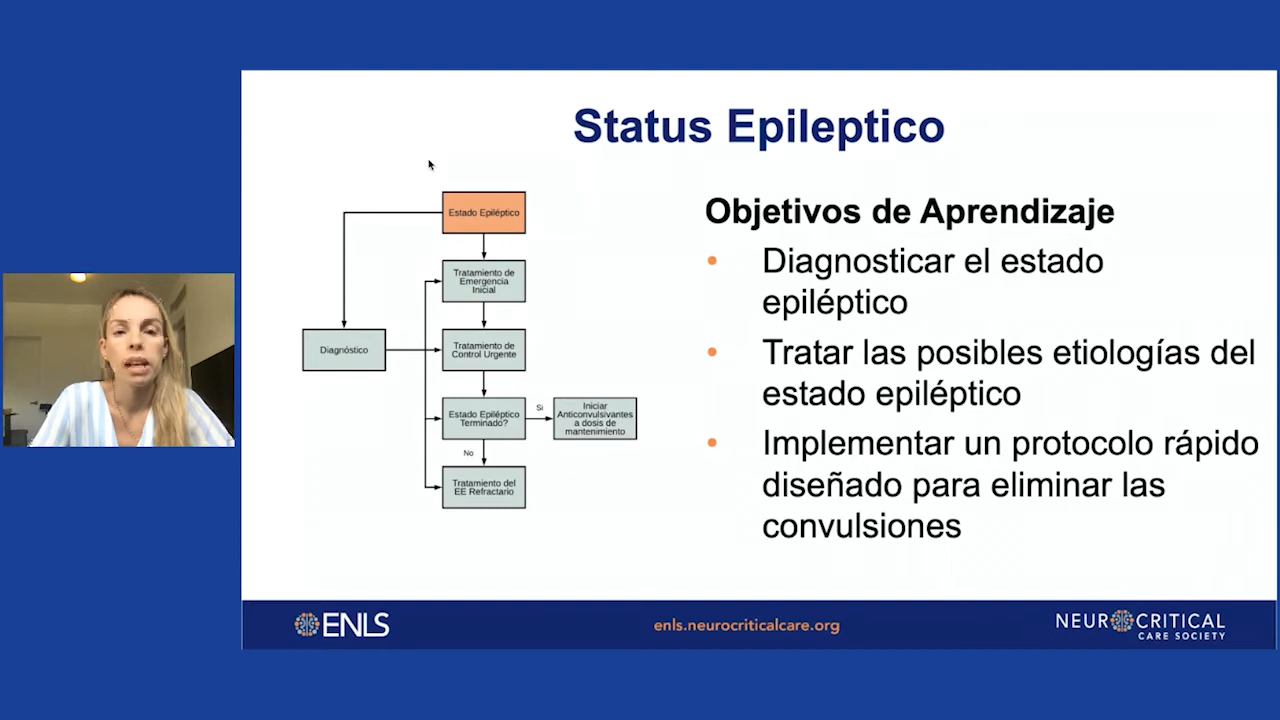 Status Epileptico
Estado Epiléptico
Tratamiento de
Emergencia
Inicial
Diagnóstico
Tratamiento de
Control Urgente
Estado Epiléptico
Terminado?
Si
Iniciar
Anticonvulsivantes
a dosis de
mantenimiento
No
Tratamiento del
EE Refractario
Objetivos de Aprendizaje
• Diagnosticar el estado
epiléptico
• Tratar las posibles etiologías del
estado epiléptico
• Implementar un protocolo rápido
diseñado para eliminar las
convulsiones
ENLS
enls.neurocriticalcare.org
NEUROCRITICAL
CARE SOCIETY